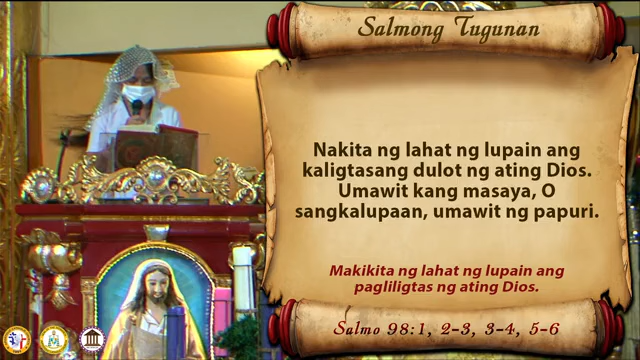 Salmong Tugunan
Nakita ng lahat ng lupain ang
kaligtasang dulot ng ating Dios.
Umawit kang masaya, O
sangkalupaan, umawit ng papuri.
Makikita ng lahat ng lupain ang
pagliligtas ng ating Dios.
Salmo 98:1, 2-3, 3-4, 5-6